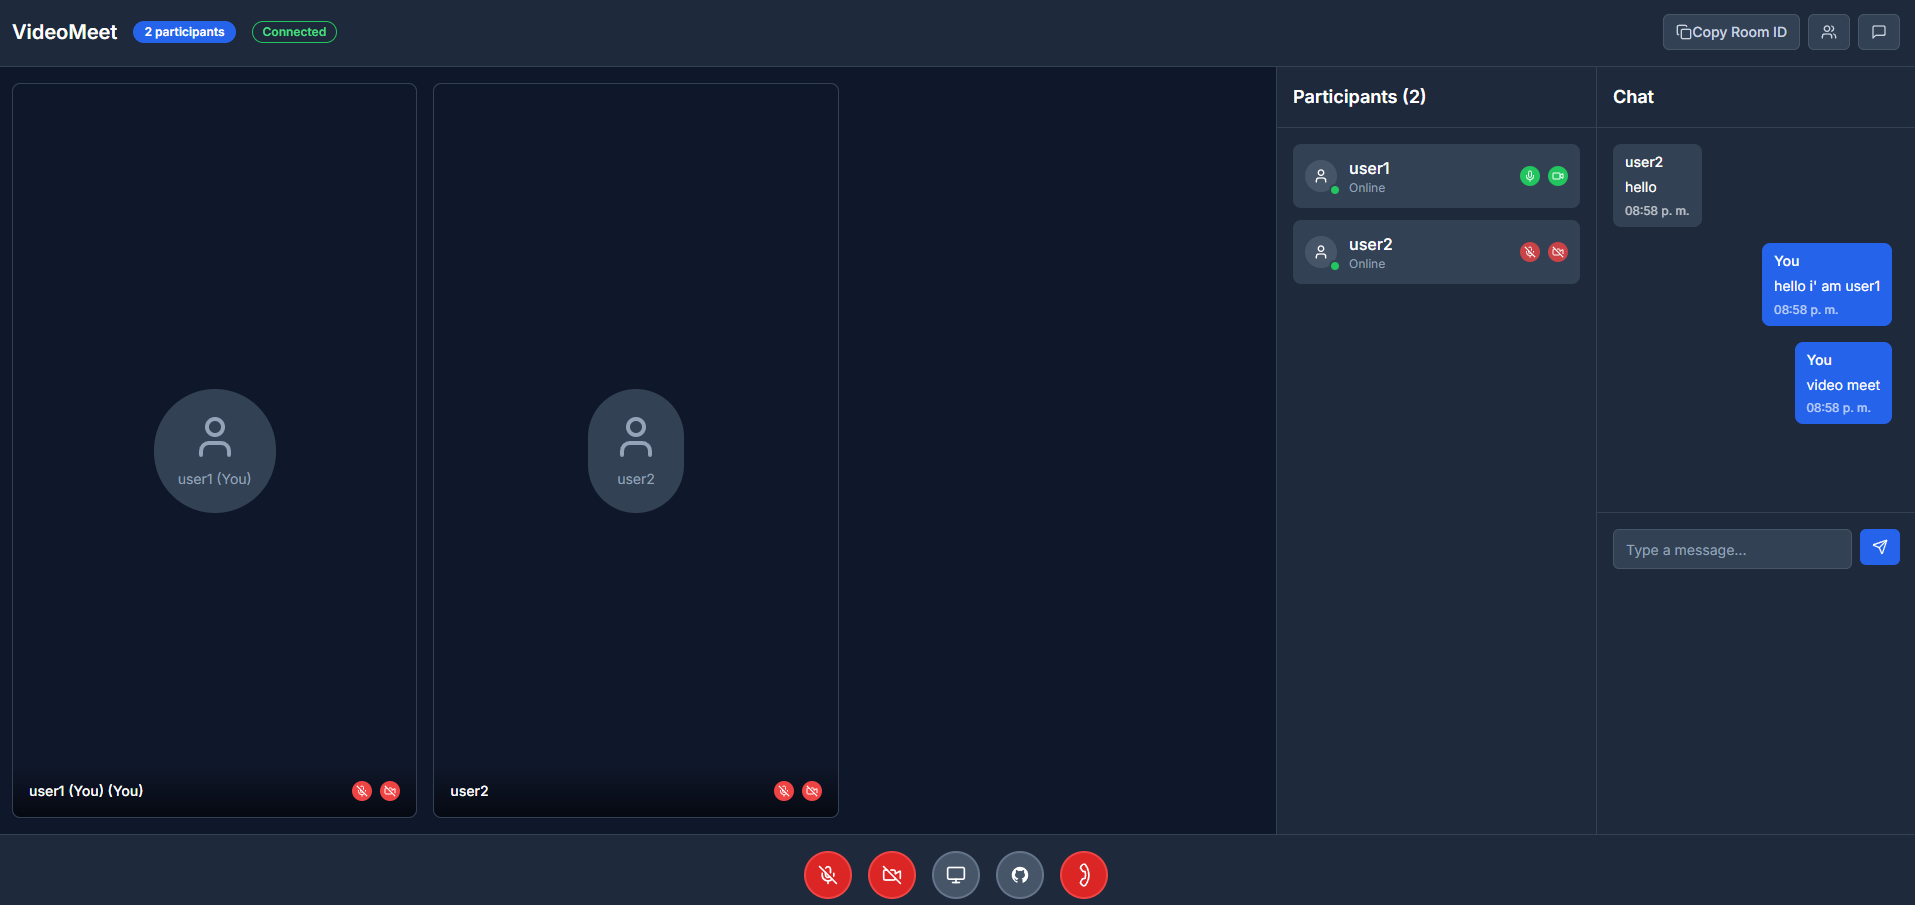 VideoMeet
2 participants
Connected
Copy Room ID
user1 (You)
user1 (You) (You)
user2
user2
Participants (2)
user1
Online
user2
Online
Chat
user2
hello
08:58 p. m.
You
hello i' am user1
08:58 p. m.
You
video meet
08:58 p. m.
Type a message...